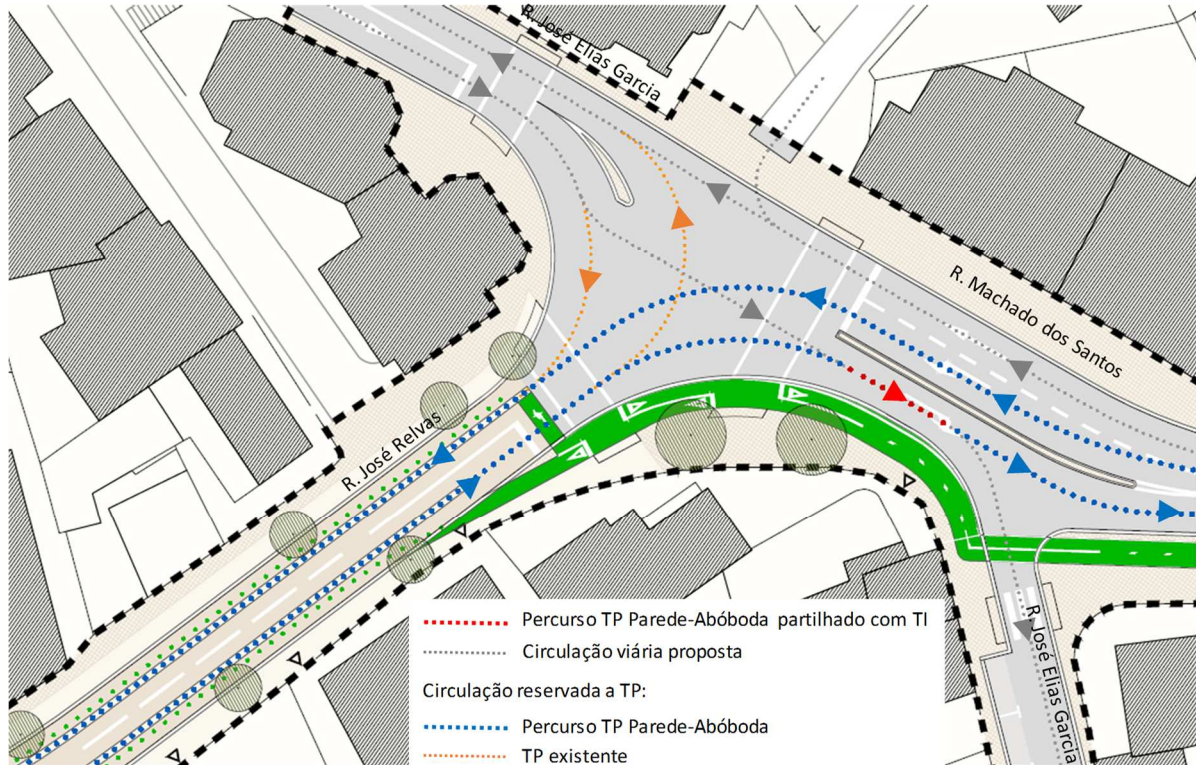 R. José Elias Garcia
R. Machado dos Santos
R. José Relvas
R. José Elias Garcia
Percurso TP Parede-Abóboda partilhado com TI
Circulação viária proposta
Circulação reservada a TP:
Percurso TP Parede-Abóboda
TP existente